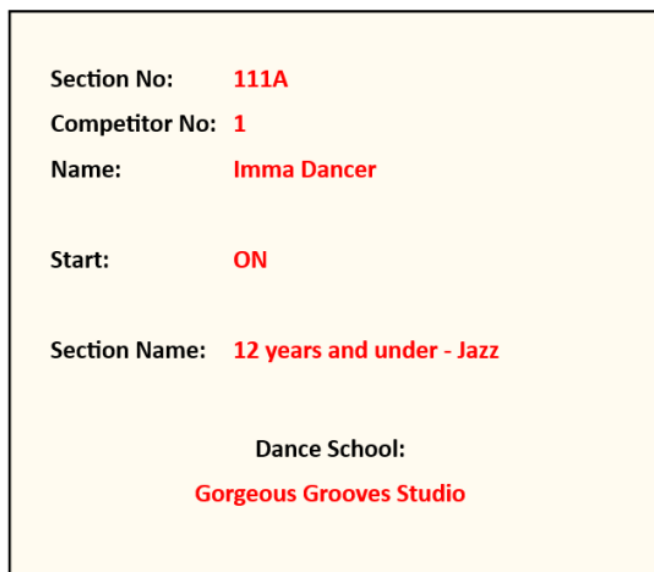 Section No: 111A
Competitor No: 1
Name: Imma Dancer
Start: ON
Section Name: 12 years and under - Jazz
Dance School:
Gorgeous Grooves Studio